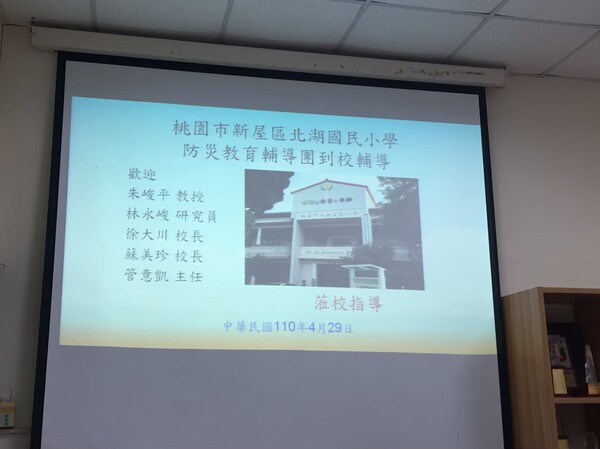 桃園市新屋區北湖國民小學
防災教育輔導團到校輔導
歡迎
朱峻平 教授
林永峻 研究員
徐大川 校長
蘇美珍 校長
管意凱 主任
蒞校指導
中華民國110年4月29日